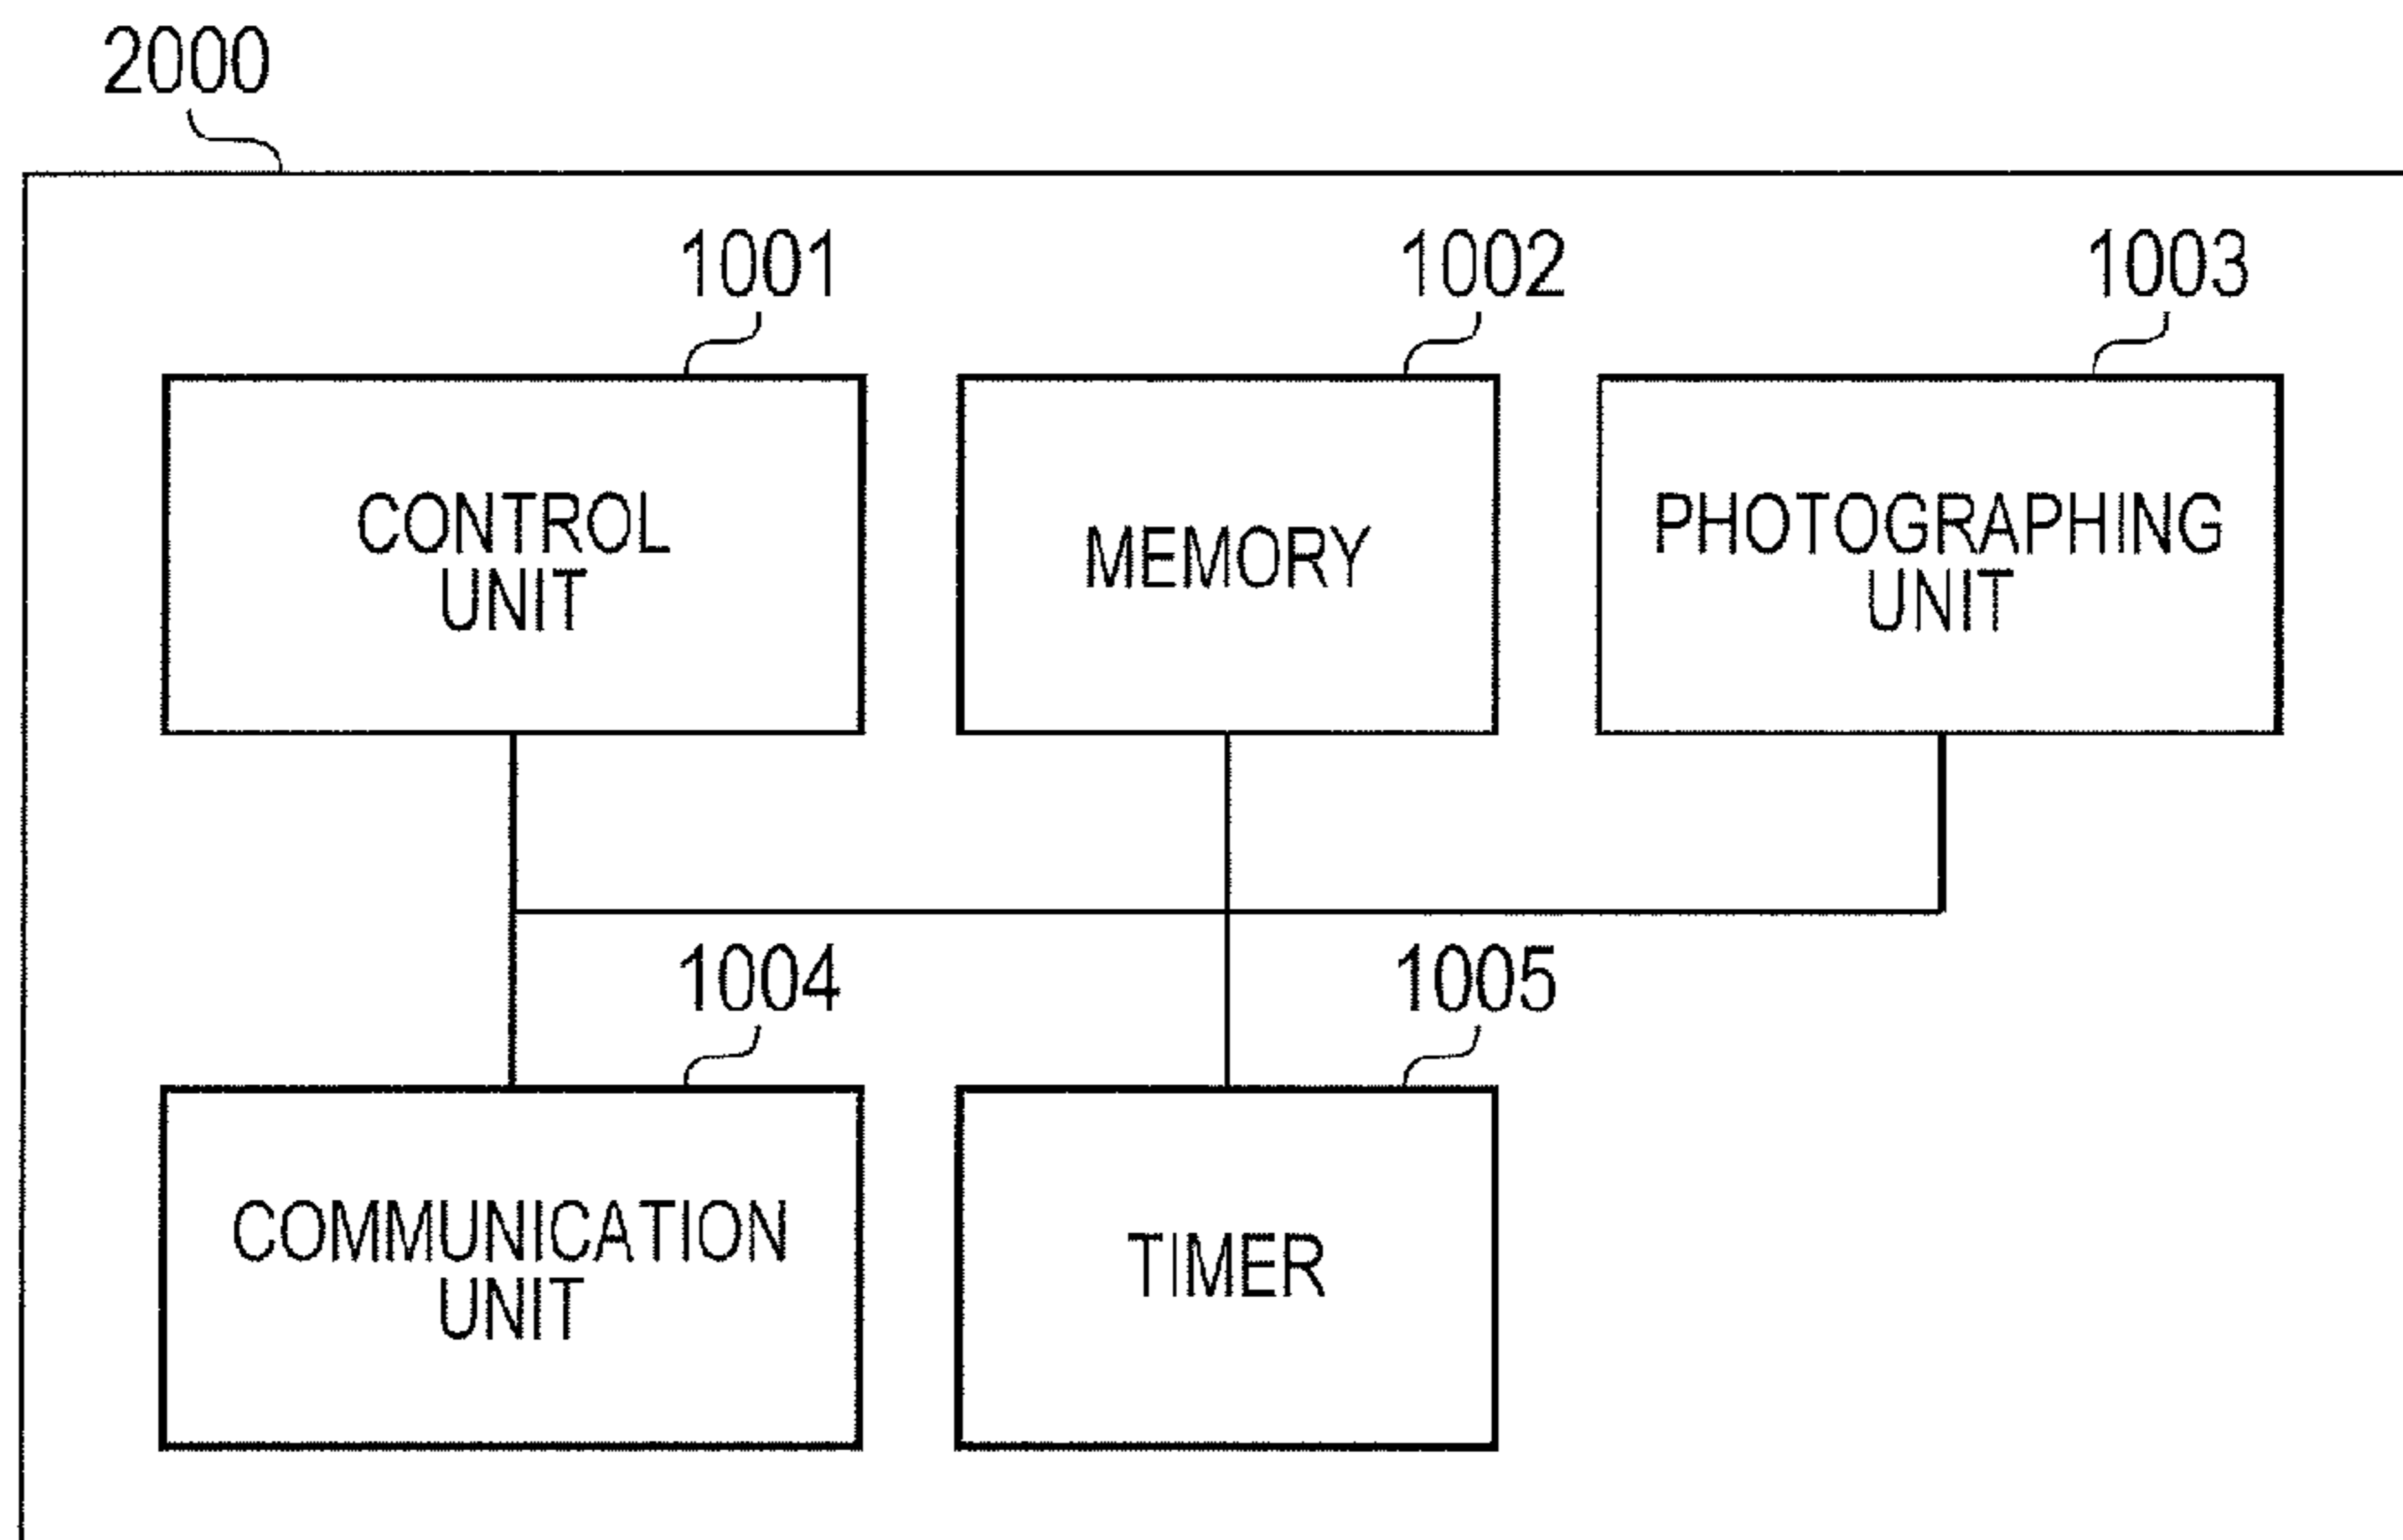 2000
1001
1002
1003
CONTROL
UNIT
MEMORY
PHOTOGRAPHING
UNIT
1004
1005
COMMUNICATION
UNIT
TIMER